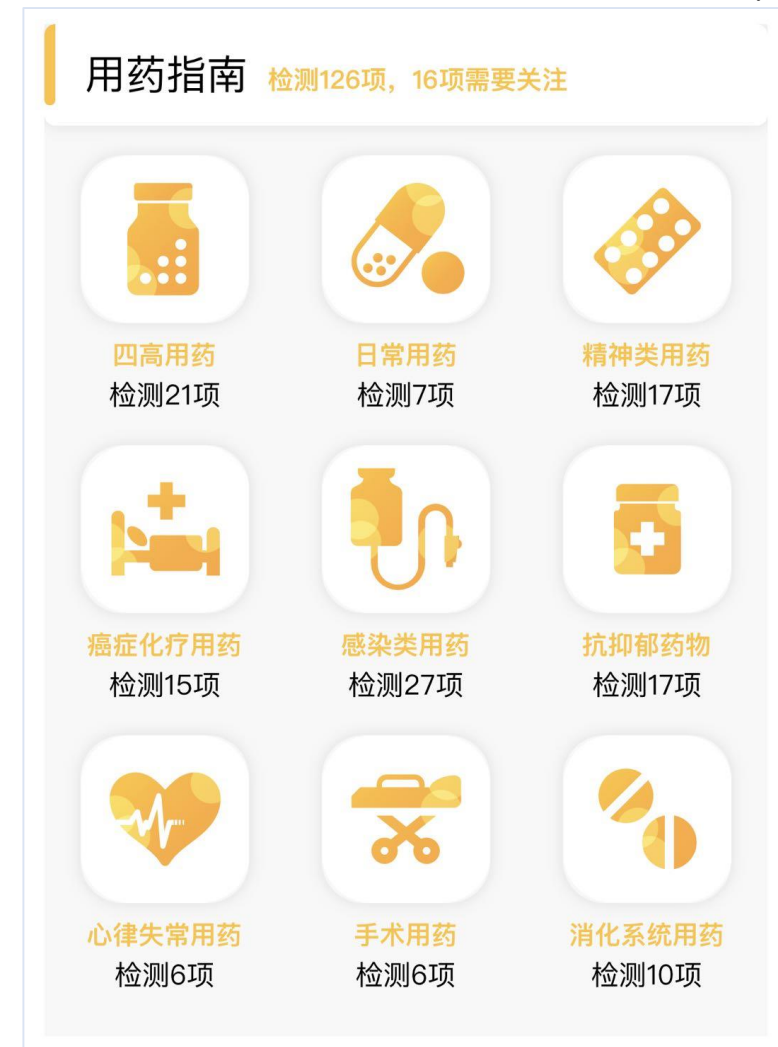 用药指南 检测126项，16项需要关注
四高用药 日常用药 精神类用药
检测21项 检测7项 检测17项
癌症化疗用药 感染类用药 抗抑郁药物
检测15项 检测27项 检测17项
心律失常用药 手术用药 消化系统用药
检测6项 检测6项 检测10项